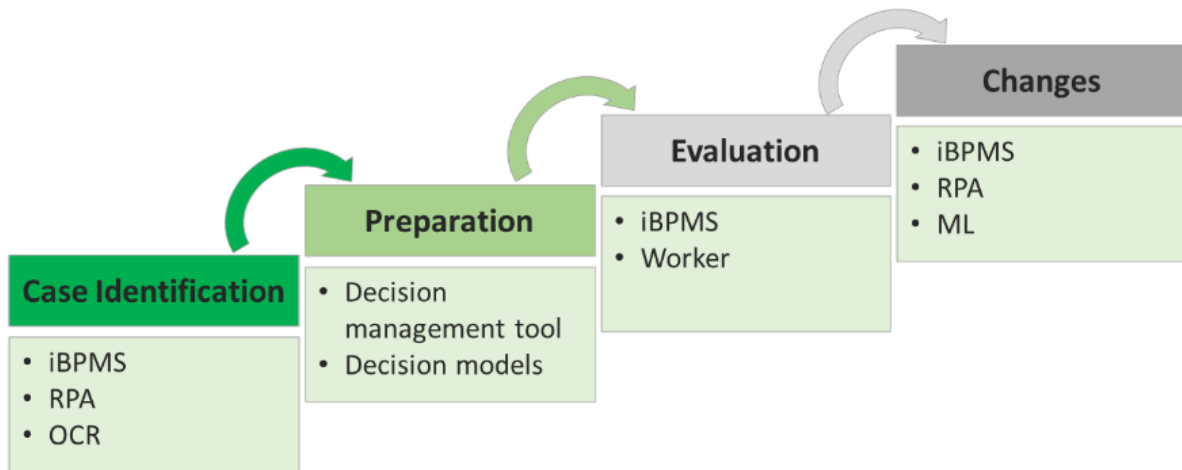 Case Identification
• iBPMS
• RPA
• OCR
Preparation
• Decision
management tool
• Decision models
Evaluation
• iBPMS
• Worker
Changes
• iBPMS
• RPA
• ML